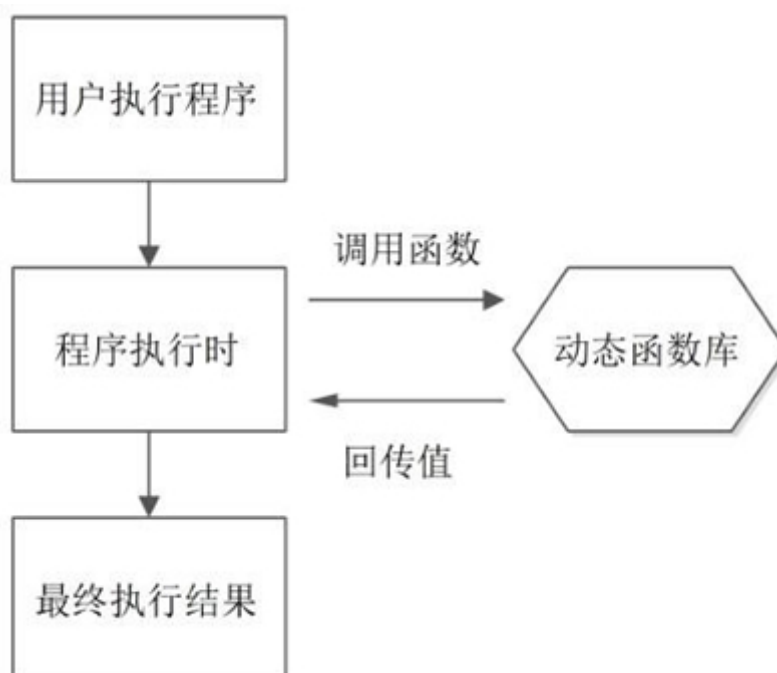 用户执行程序
调用函数
程序执行时
动态函数库
回传值
最终执行结果